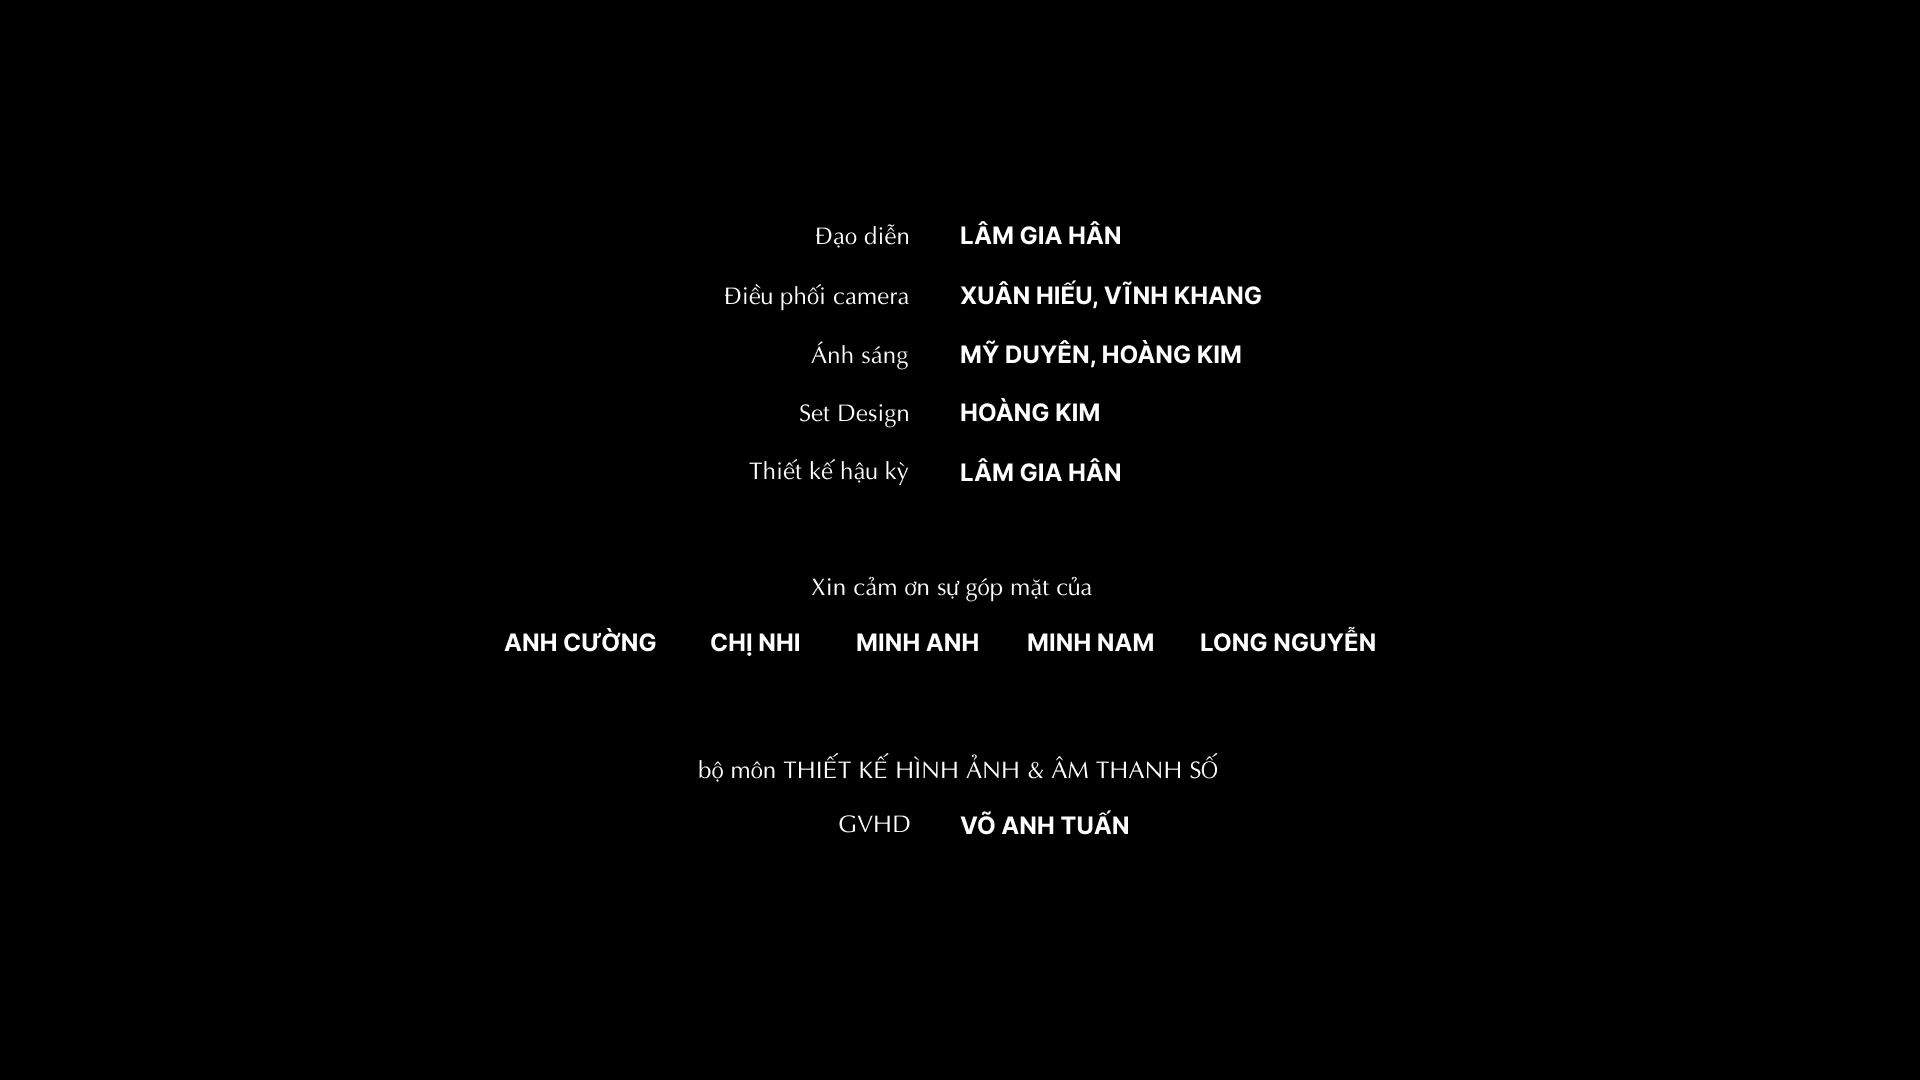 Đạo diễn LÂM GIA HÂN
Điều phối camera XUÂN HIẾU, VĨNH KHANG
Ánh sáng MỸ DUYÊN, HOÀNG KIM
Set Design HOÀNG KIM
Thiết kế hậu kỳ LÂM GIA HÂN
Xin cảm ơn sự góp mặt của
ANH CƯỜNG CHỊ NHI MINH ANH MINH NAM LONG NGUYỄN
bộ môn THIẾT KẾ HÌNH ẢNH & ÂM THANH SỐ
GVHD VÕ ANH TUẤN